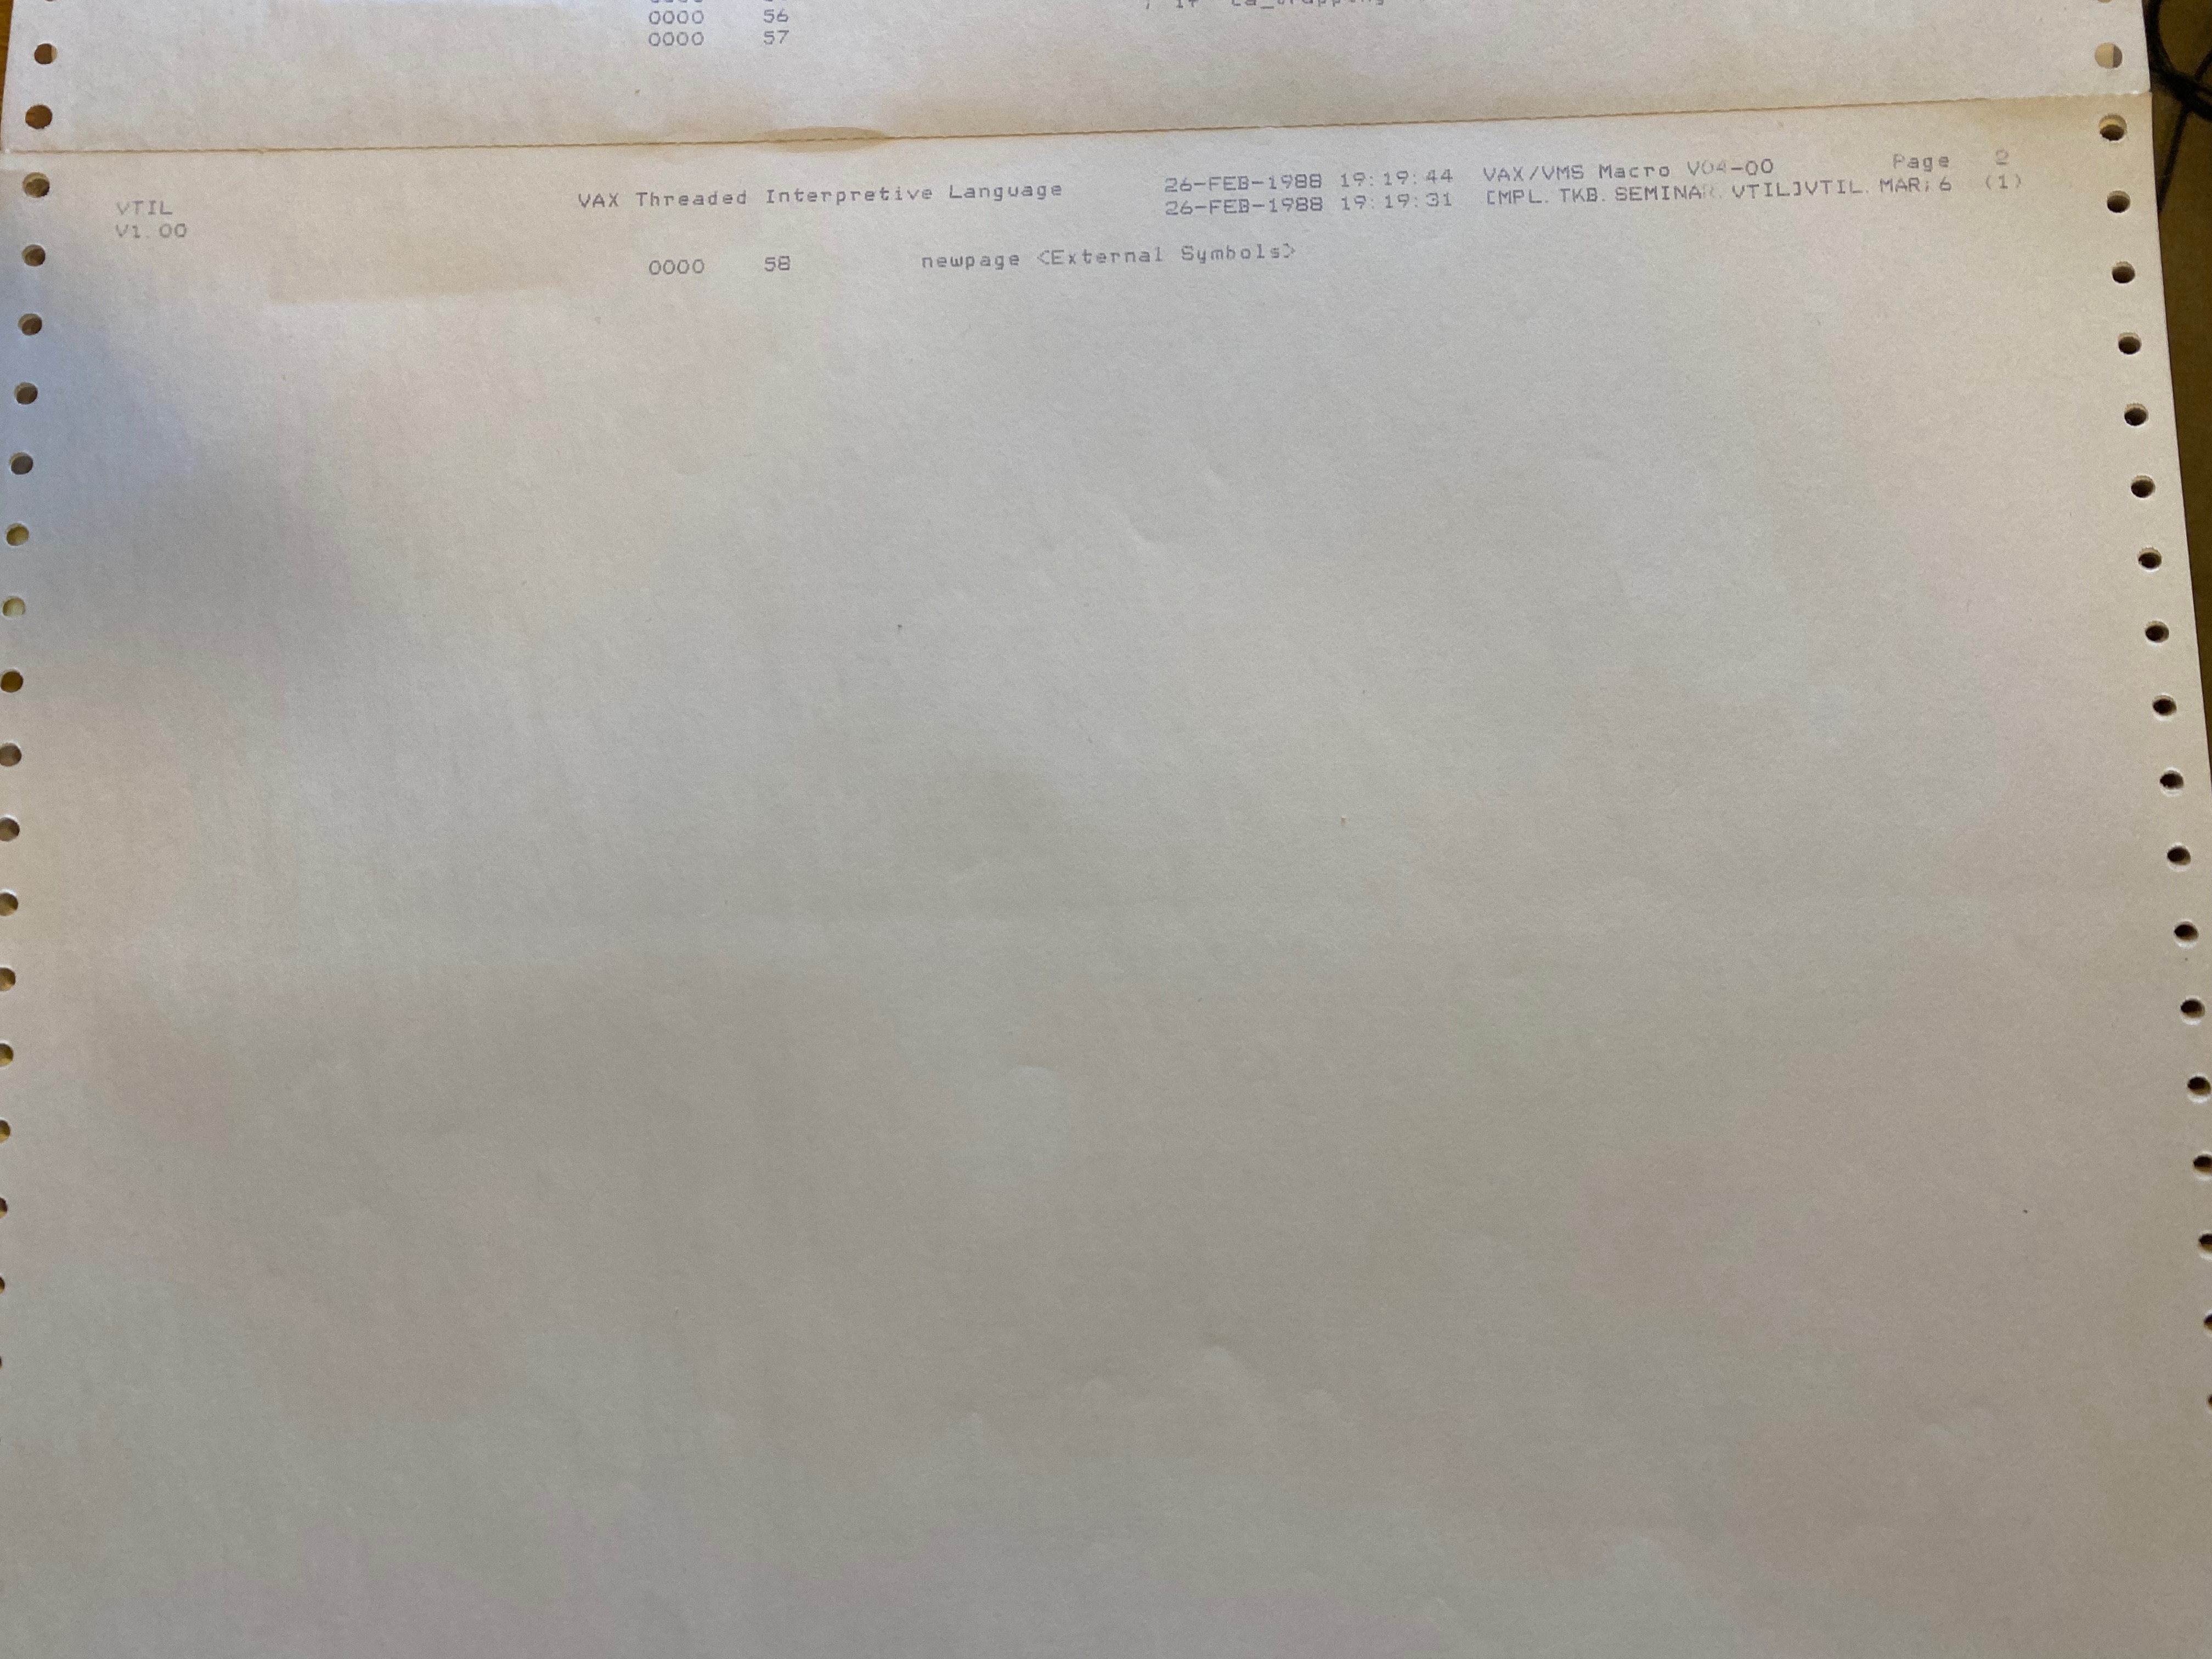 0000 56
0000 57
VTIL VAX Threaded Interpretive Language 26-FEB-1988 19:19:44 VAX/VMS Macro V04-00 Page 2
V1.00 26-FEB-1988 19:19:31 [MPL.TKB.SEMINAR.VTIL]VTIL.MAR;6 (1)
0000 58 newpage <External Symbols>